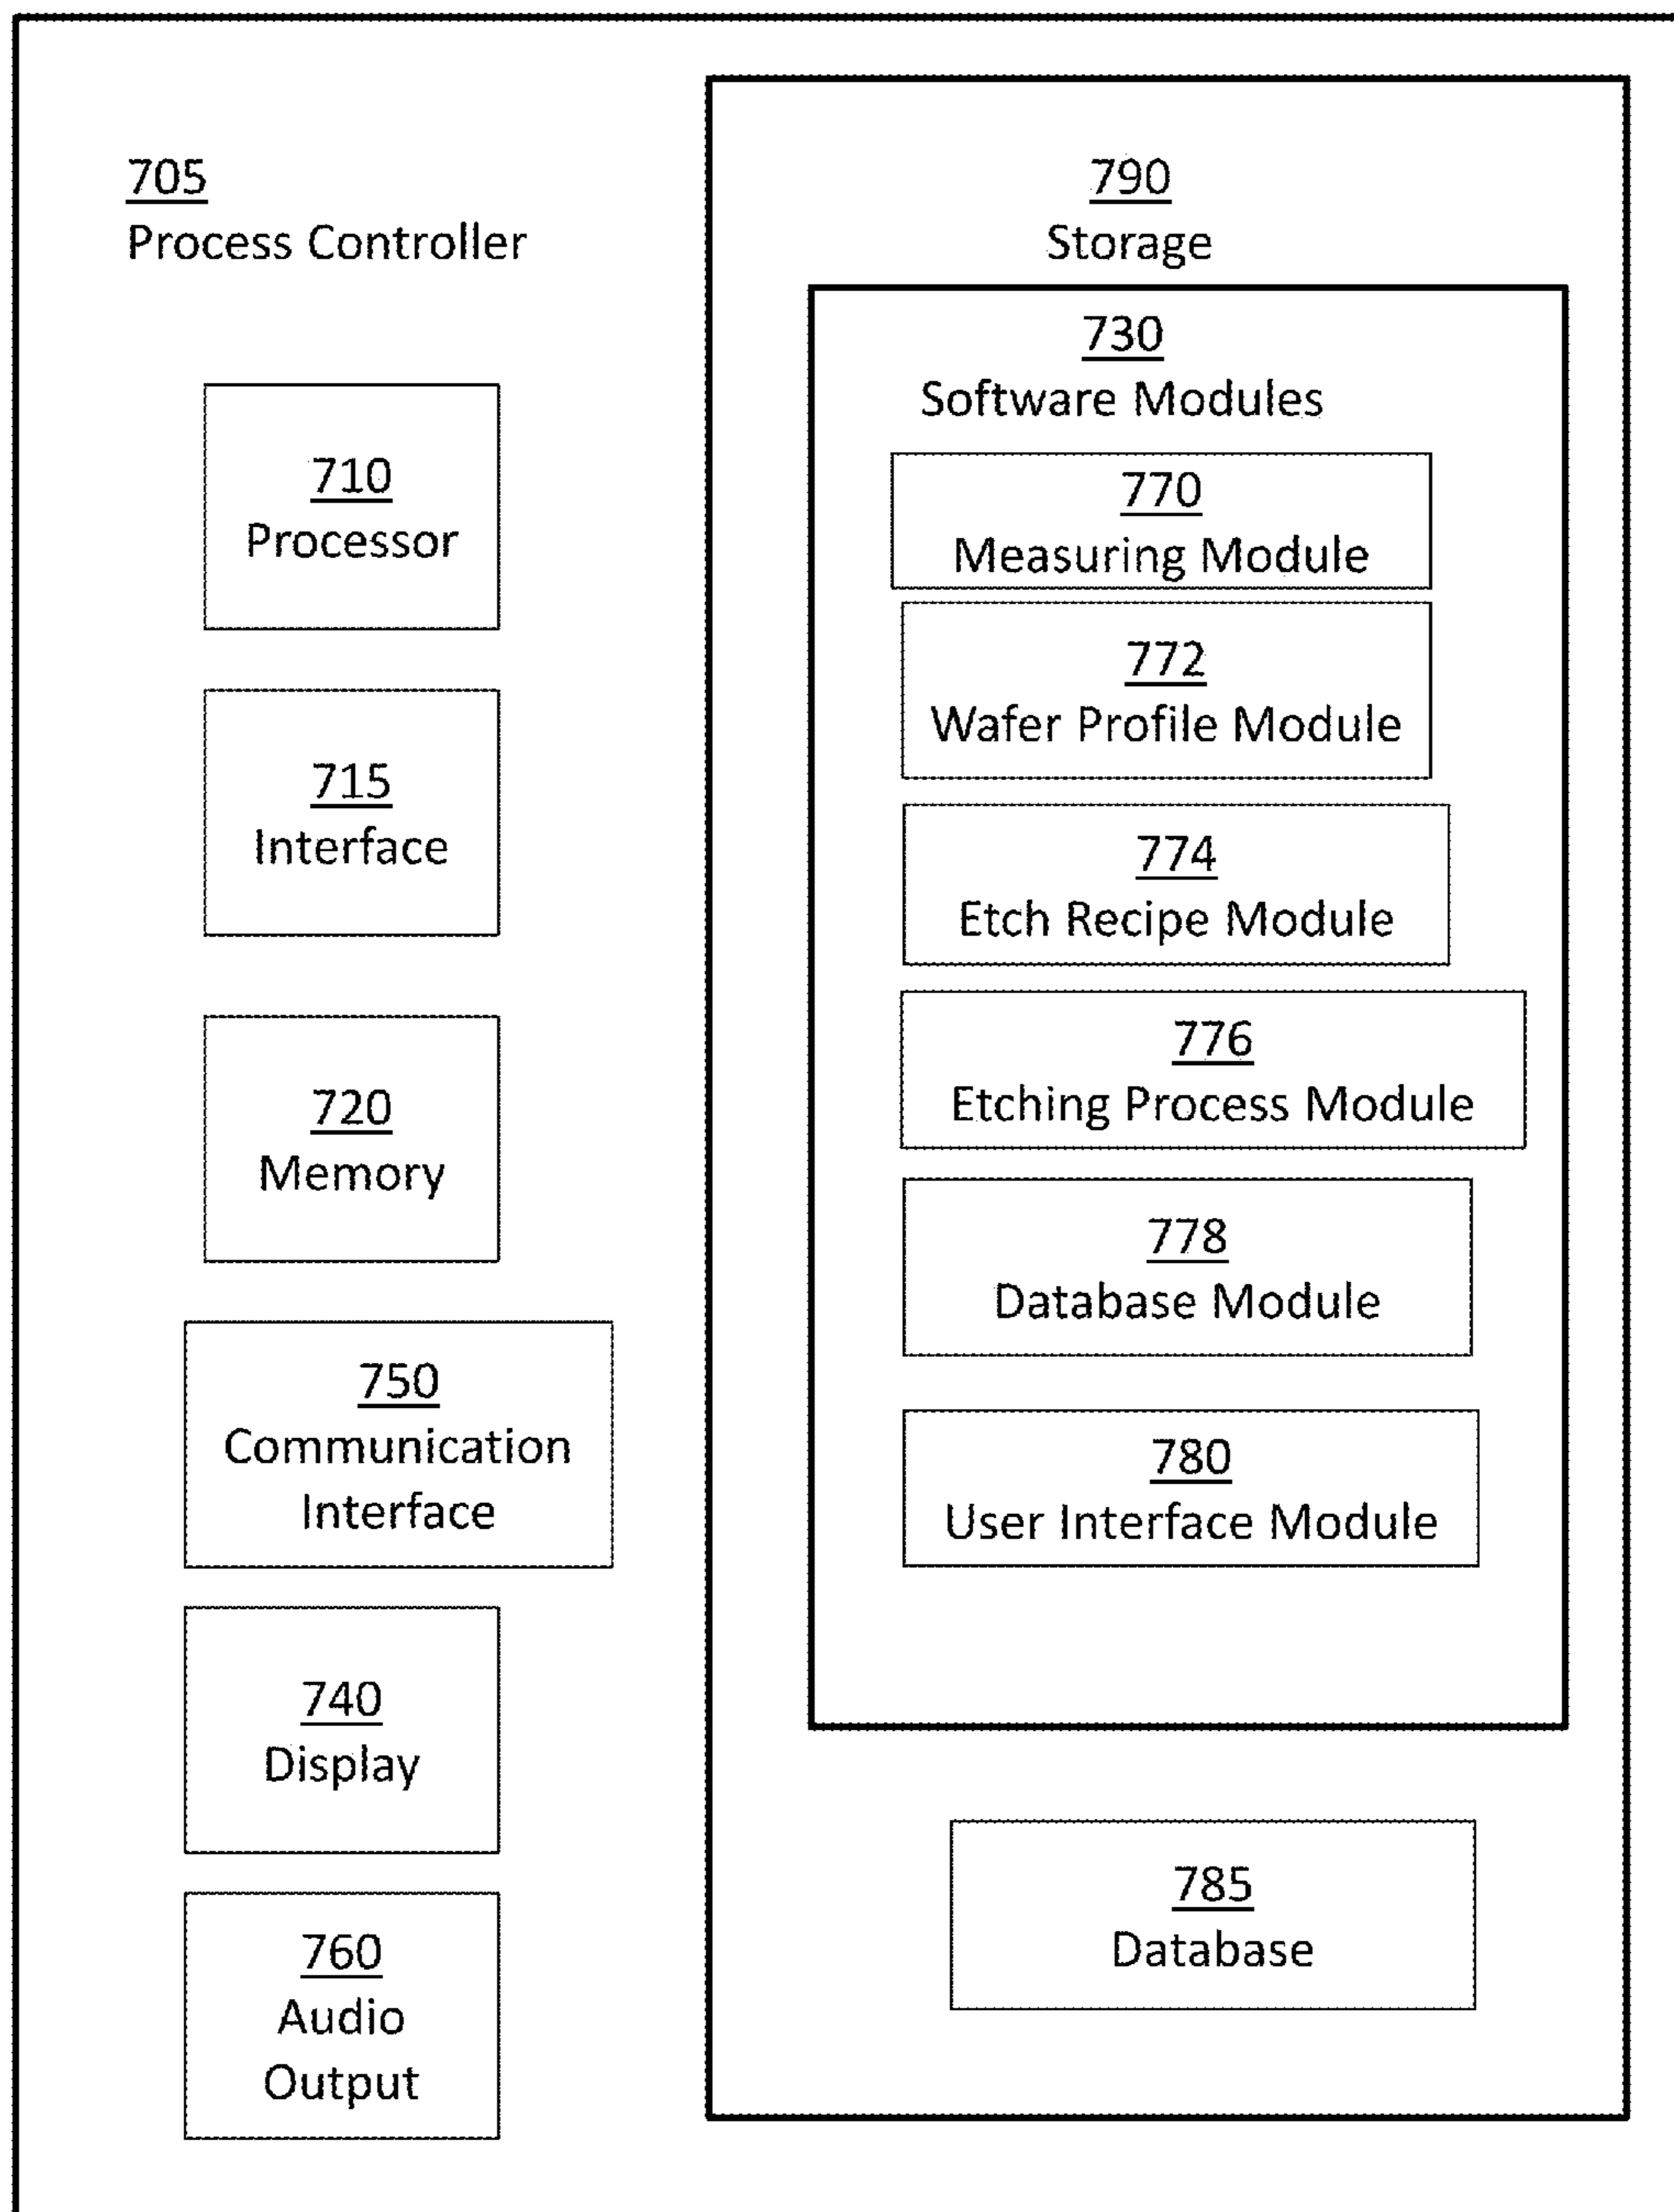 705
Process Controller
710
Processor
715
Interface
720
Memory
750
Communication
Interface
740
Display
760
Audio
Output
790
Storage
730
Software Modules
770
Measuring Module
772
Wafer Profile Module
774
Etch Recipe Module
776
Etching Process Module
778
Database Module
780
User Interface Module
785
Database